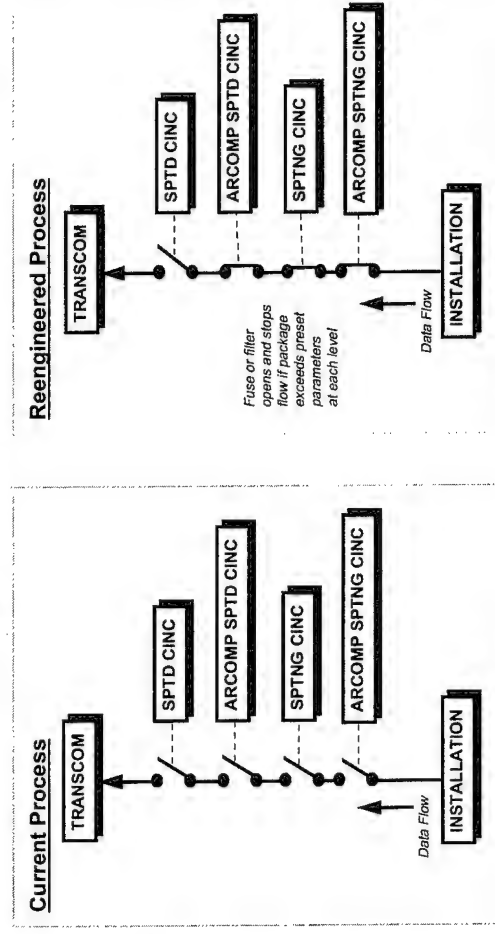 Current Process
TRANSCOM
SPTD CINC
ARCOMP SPTD CINC
SPTNG CINC
ARCOMP SPTNG CINC
Data Flow
INSTALLATION
Reengineered Process
TRANSCOM
SPTD CINC
ARCOMP SPTD CINC
SPTNG CINC
ARCOMP SPTNG CINC
Fuse or filter
opens and stops
flow if package
exceeds preset
parameters
at each level
Data Flow
INSTALLATION